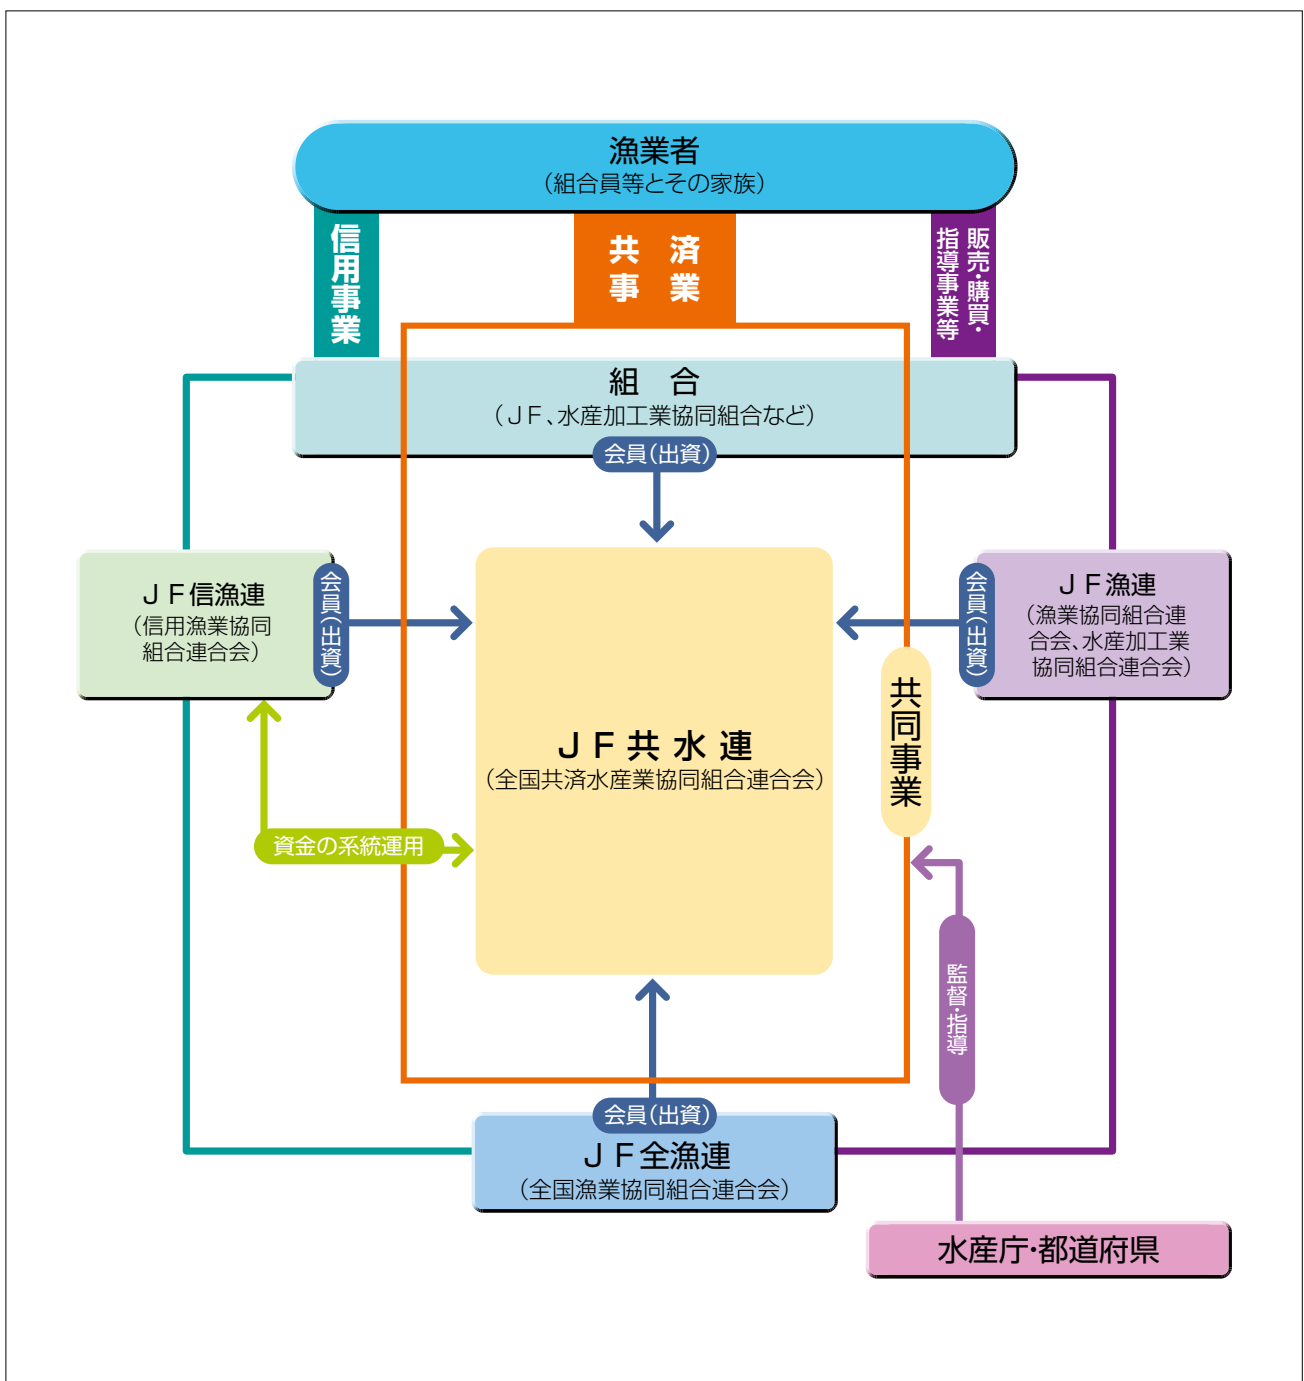 漁業者
（組合員等とその家族）
信用事業
共済
事業
販売・購買・
指導事業等
組合
（JF、水産加工業協同組合など）
会員（出資）
JF信漁連
（信用漁業協同
組合連合会）
会員（出資）
会員（出資）
JF漁連
（漁業協同組合連
合会、水産加工業
協同組合連合会）
JF共水連
（全国共済水産業協同組合連合会）
共同事業
資金の系統運用
監督・指導
会員（出資）
JF全漁連
（全国漁業協同組合連合会）
水産庁・都道府県